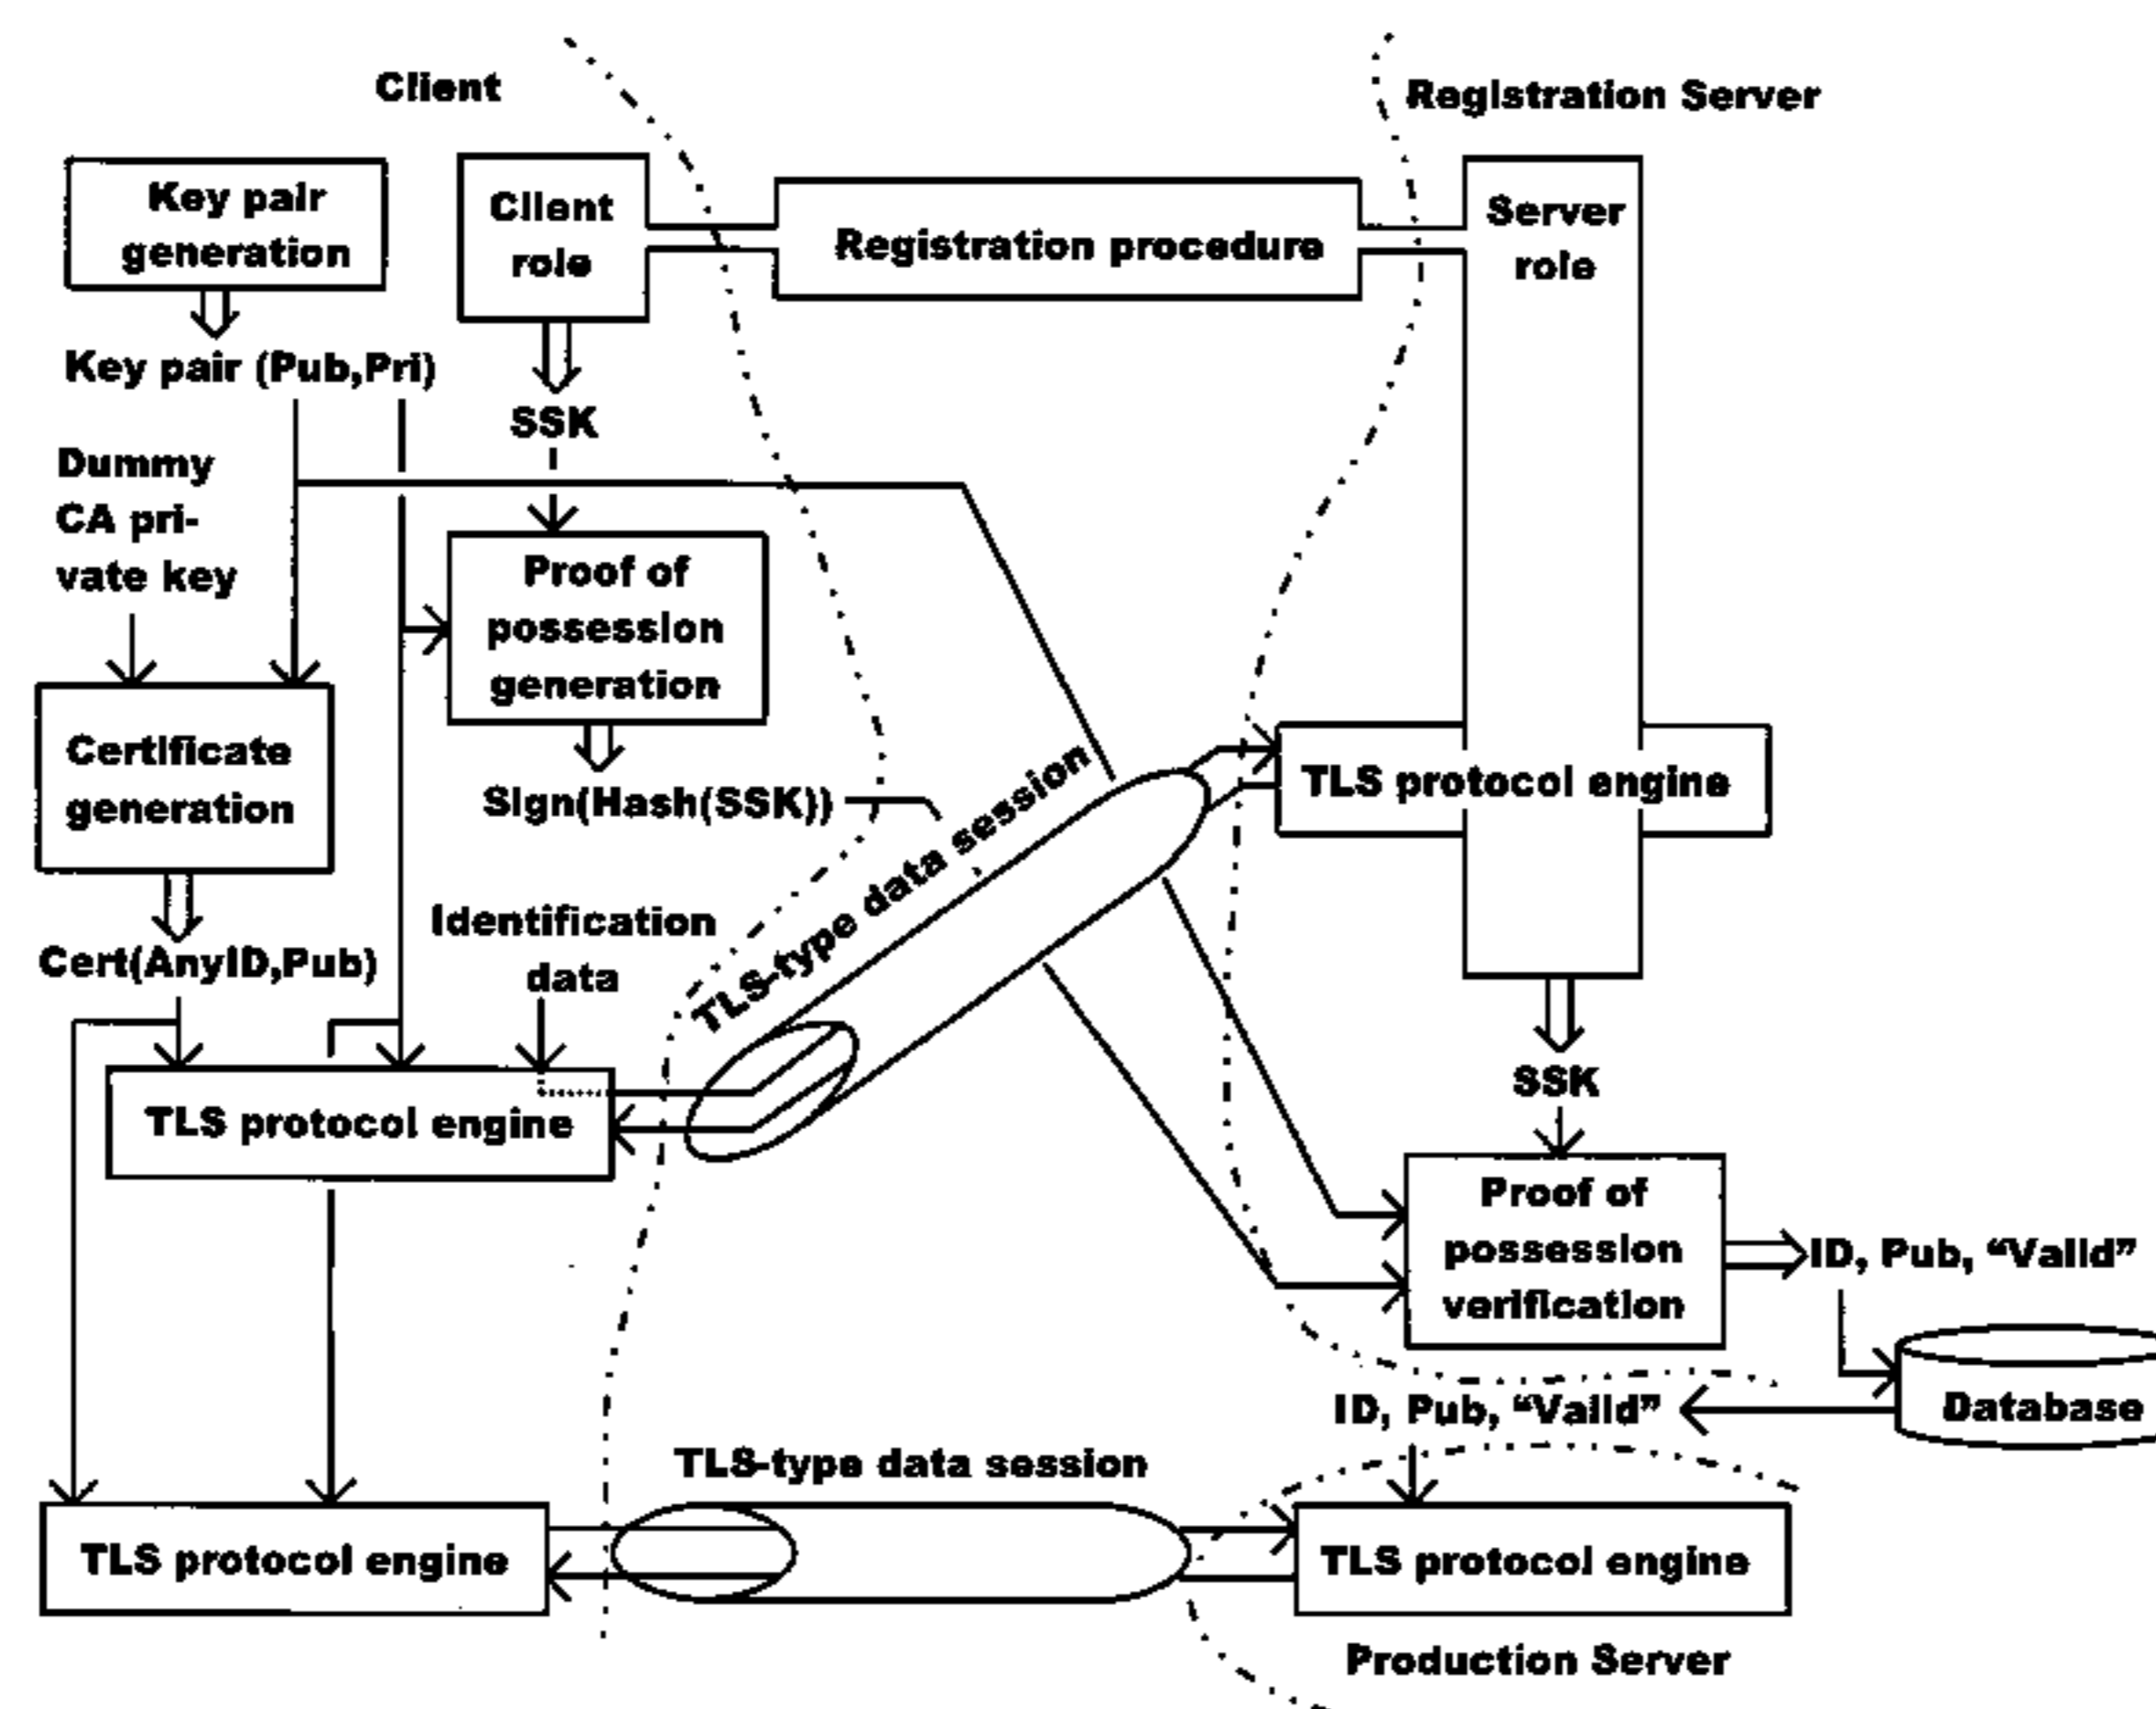 Client
Registration Server
Key pair
generation
Client
role
Registration procedure
Server
role
Key pair (Pub,Pri)
SSK
Dummy
CA pri-
vate key
Proof of
possession
generation
Certificate
generation
Sign(Hash(SSK))
TLS-type data session
TLS protocol engine
Identification
data
Cert(AnyID,Pub)
SSK
TLS protocol engine
Proof of
possession
verification
ID, Pub, “Valid”
ID, Pub, “Valid”
Database
TLS-type data session
TLS protocol engine
TLS protocol engine
Production Server